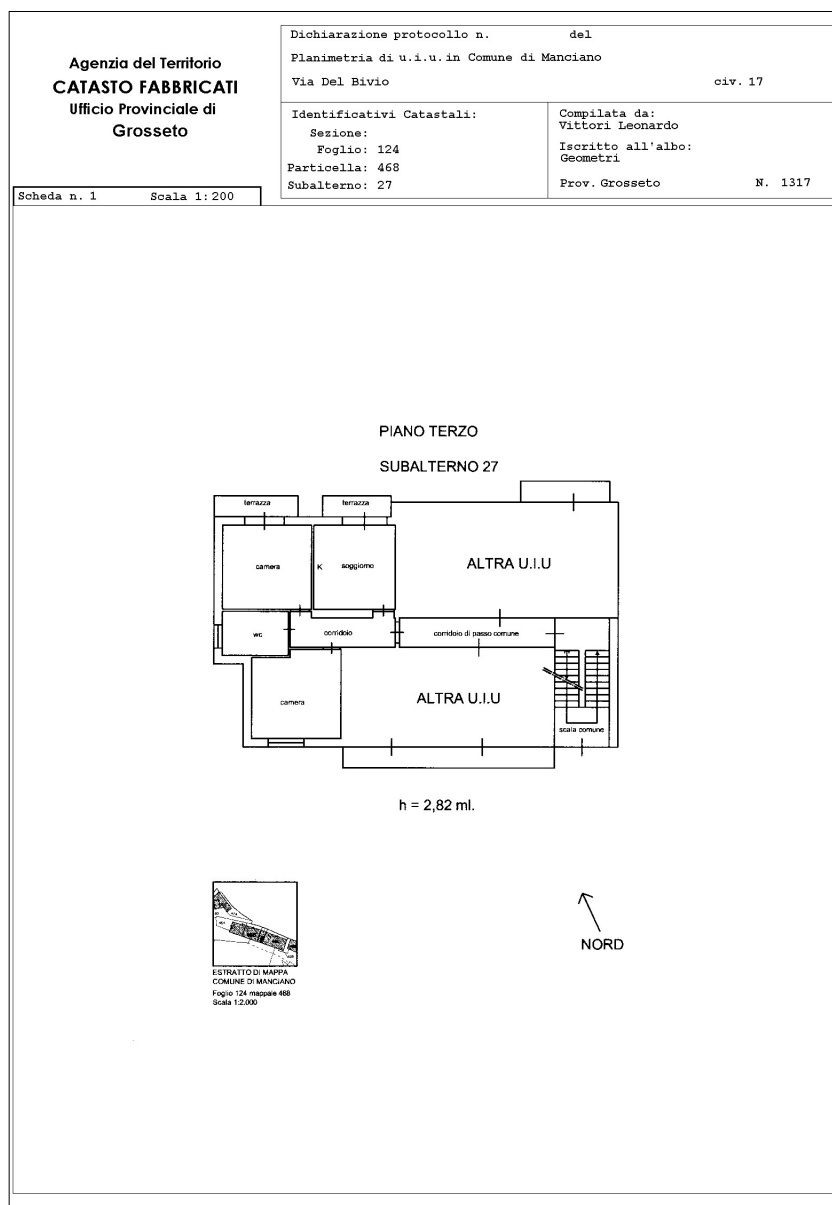 Agenzia del Territorio
CATASTO FABBRICATI
Ufficio Provinciale di
Grosseto
Scheda n. 1 Scala 1:200
Dichiarazione protocollo n. del
Planimetria di u.i.u. in Comune di Manciano
Via Del Bivio civ. 17
Identificativi Catastali:
Sezione:
Foglio: 124
Particella: 468
Subalterno: 27
Compilata da:
Vittori Leonardo
Iscritto all'albo:
Geometri
Prov. Grosseto N. 1317
PIANO TERZO
SUBALTERNO 27
terrazza
terrazza
camera
K
soggiorno
ALTRA U.I.U
wc
corridoio
corridoio di passo comune
camera
ALTRA U.I.U
scala comune
h = 2,82 ml.
NORD
ESTRATTO DI MAPPA
COMUNE DI MANCIANO
Foglio 124 mappale 468
Scala 1:2.000